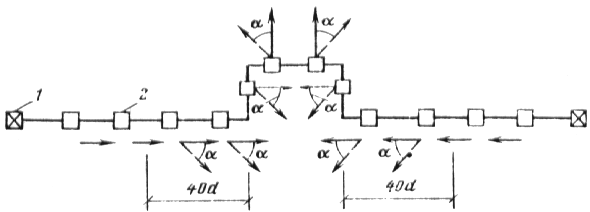 α α
1 2 α α
α α α α
40d 40d